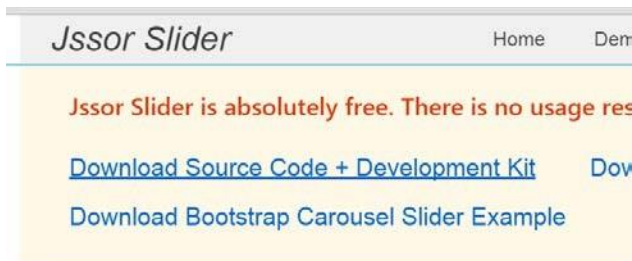 Jssor Slider Home
Jssor Slider is absolutely free. There is no usage
Download Source Code + Development Kit
Download Bootstrap Carousel Slider Example